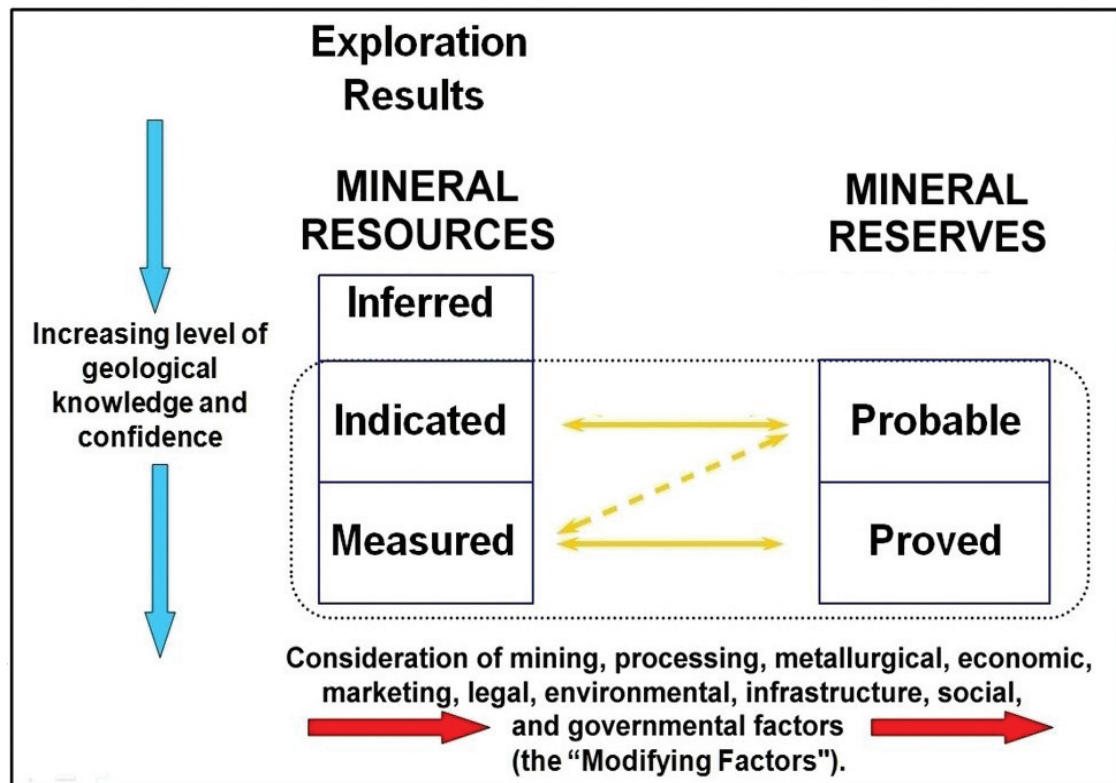 Exploration
Results
MINERAL
RESOURCES
MINERAL
RESERVES
Inferred
Increasing level of
geological
knowledge and
confidence
Indicated
Probable
Measured
Proved
Consideration of mining, processing, metallurgical, economic,
marketing, legal, environmental, infrastructure, social,
and governmental factors
(the “Modifying Factors").